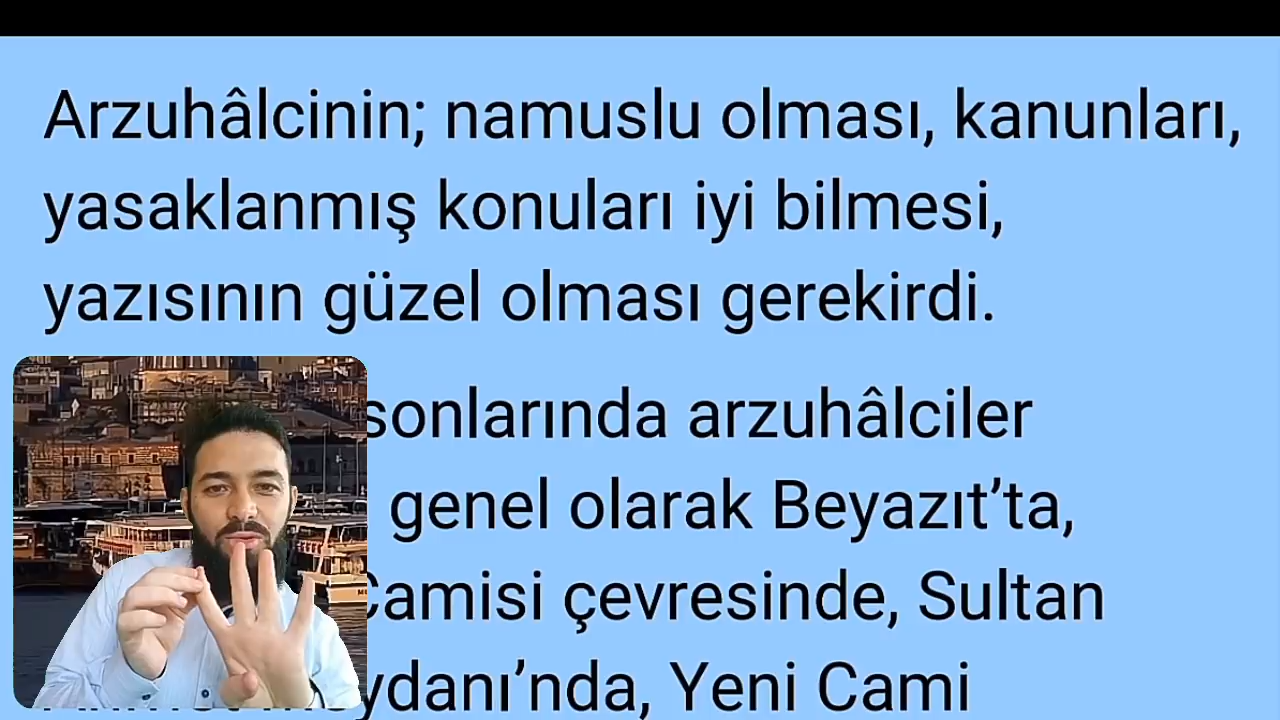 Arzuhâlcinin; namuslu olması, kanunları,
yasaklanmış konuları iyi bilmesi,
yazısının güzel olması gerekirdi.
sonlarında arzuhâlciler
genel olarak Beyazıt’ta,
Camisi çevresinde, Sultan
Yeni Cami